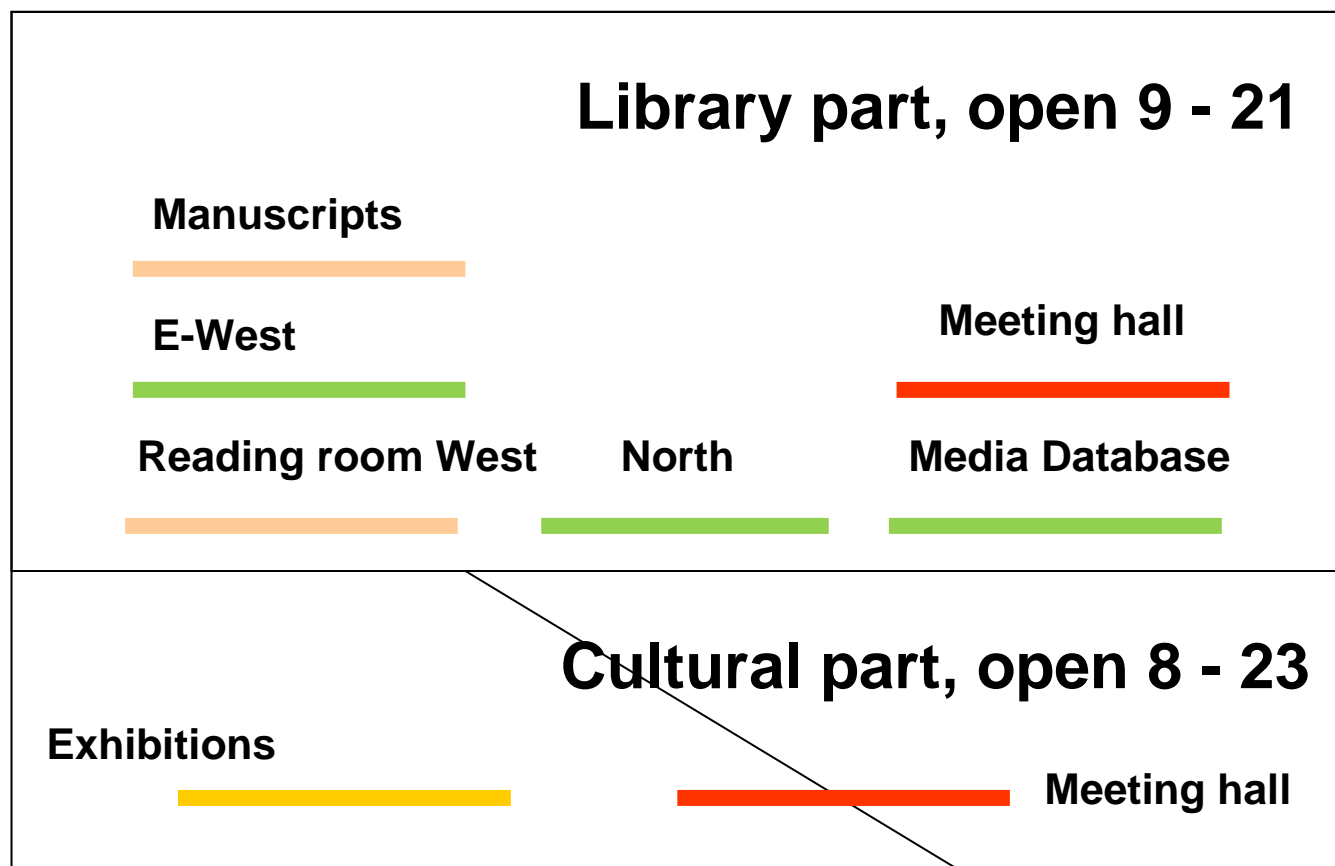 Library part, open 9 - 21
Manuscripts
E-West
Meeting hall
Reading room West
North
Media Database
Cultural part, open 8 - 23
Exhibitions
Meeting hall